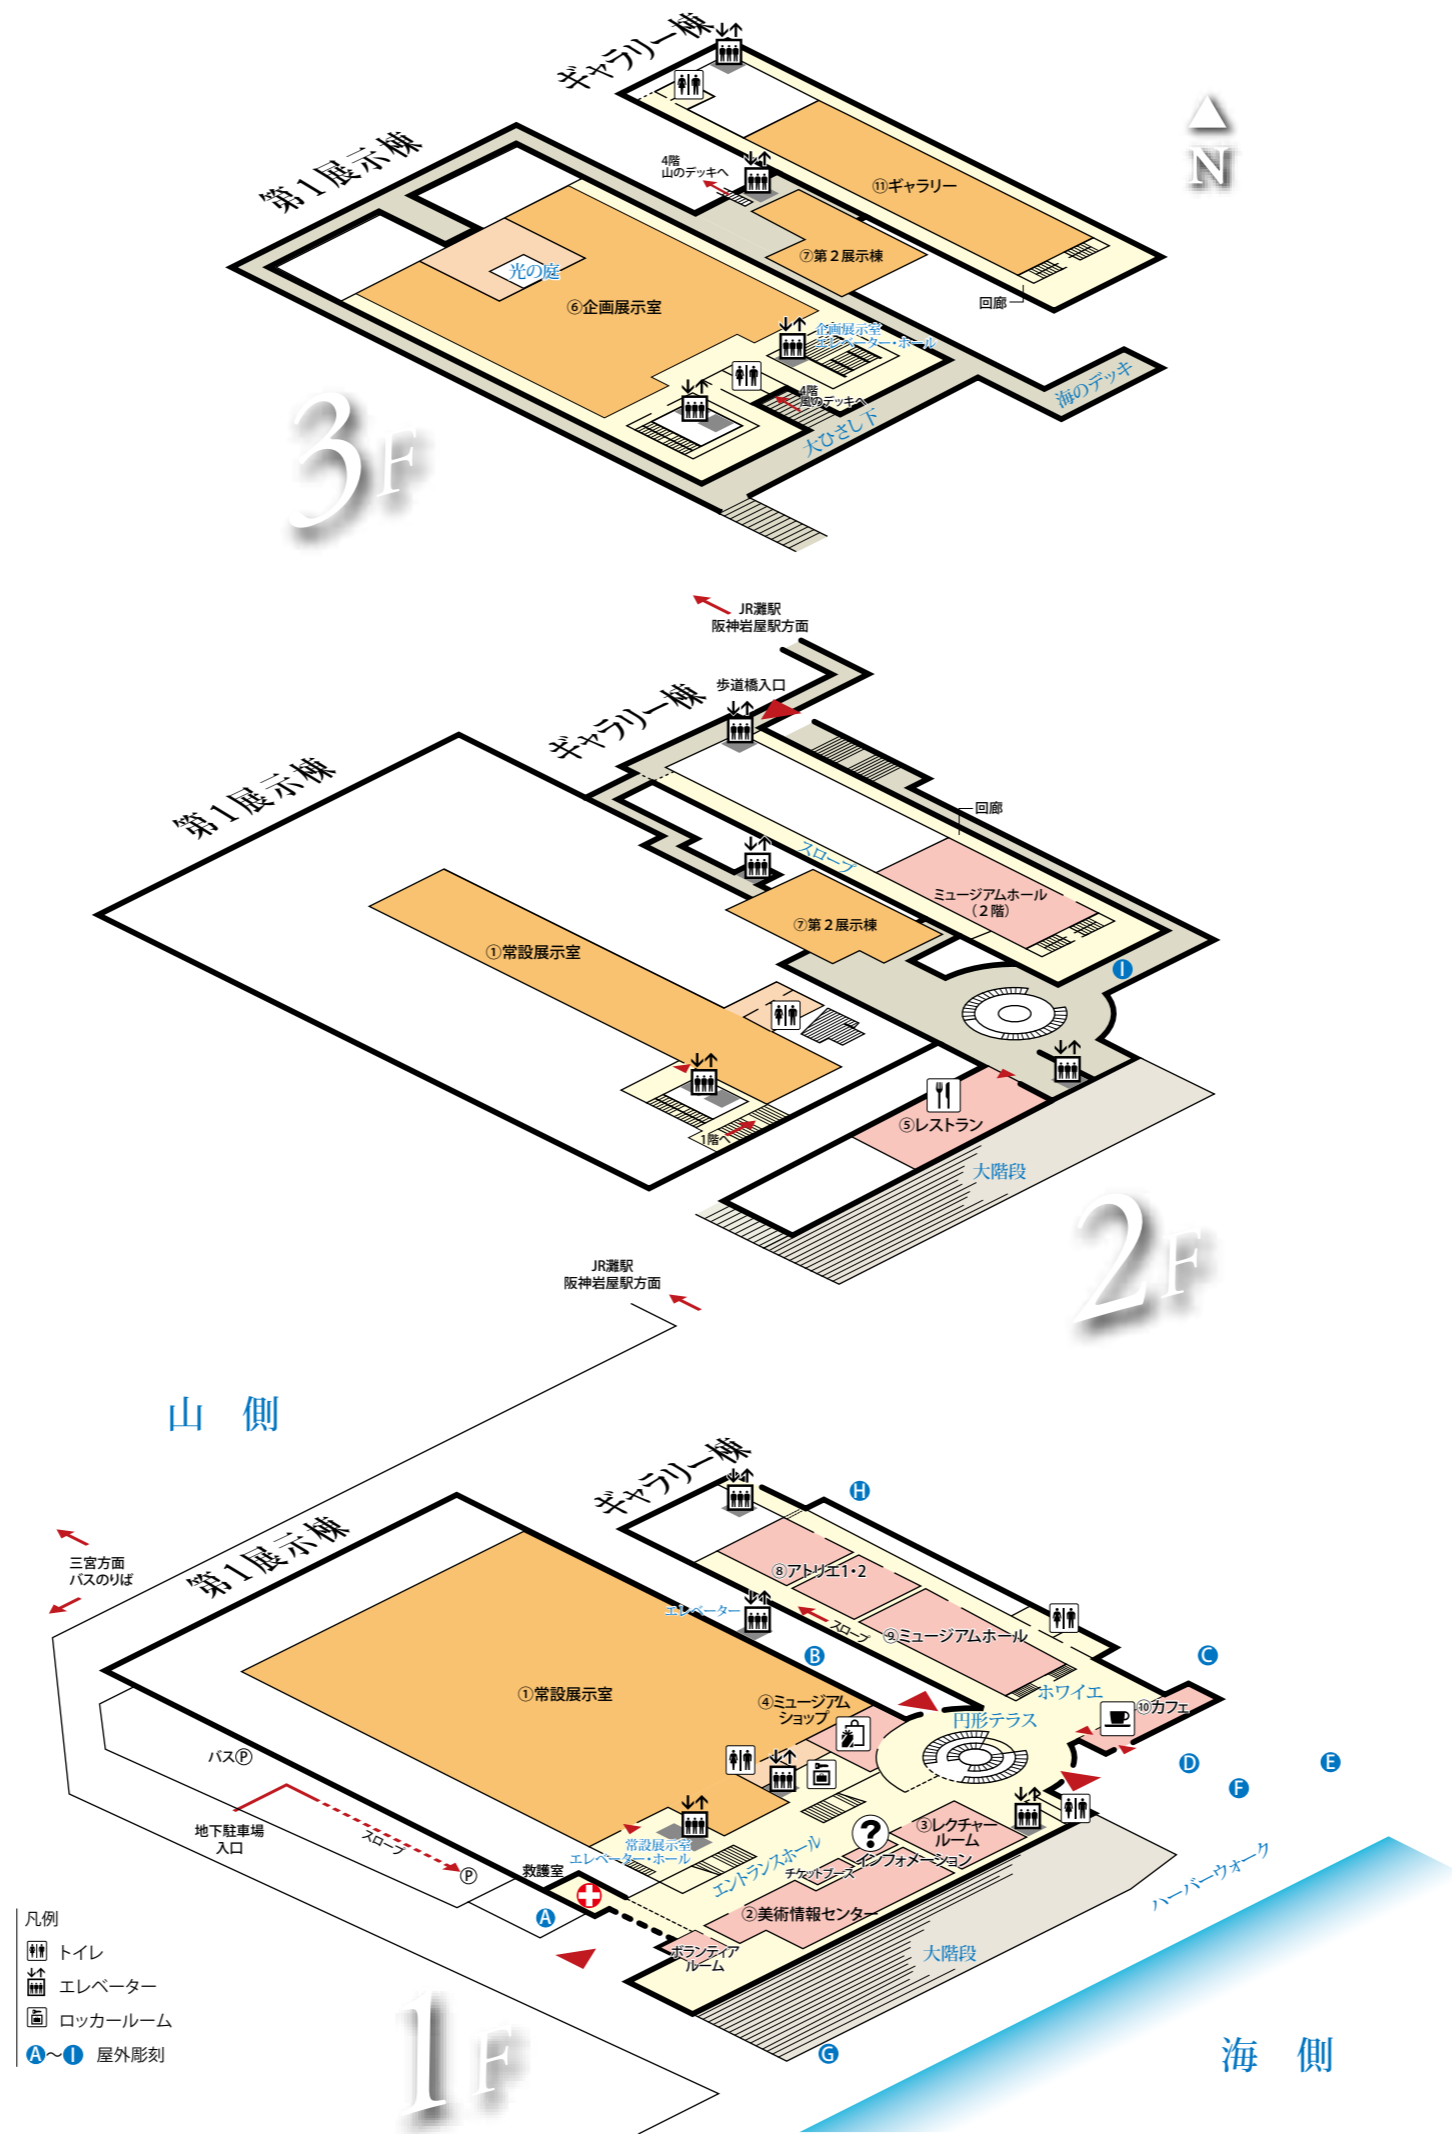 ギャラリー棟
第1展示棟
4階
山のデッキへ
⑪ギャラリー
N
⑦第2展示棟
光の庭
⑥企画展示室
回廊
企画展示室
エレベーター・ホール
4階
風のデッキへ
海のデッキ
大ひさし下
3F
JR灘駅
阪神岩屋駅方面
歩道橋入口
ギャラリー棟
第1展示棟
回廊
スロープ
ミュージアムホール
(2階)
⑦第2展示棟
①常設展示室
I
1階へ
⑤レストラン
大階段
2F
JR灘駅
阪神岩屋駅方面
山側
ギャラリー棟
H
第1展示棟
三宮方面
バスのりば
⑧アトリエ1・2
エレベーター
スロープ
⑨ミュージアムホール
B
C
①常設展示室
④ミュージアム
ショップ
ホワイエ
円形テラス
⑩カフェ
バスⓅ
D
E
F
地下駐車場
入口
スロープ
Ⓟ
常設展示室
エレベーター・ホール
救護室
エントランスホール
?
③レクチャー
ルーム
インフォメーション
チケットブース
②美術情報センター
A
ボランティア
ルーム
大階段
ハーバーウォーク
凡例
トイレ
エレベーター
ロッカールーム
A〜I 屋外彫刻
1F
G
海側